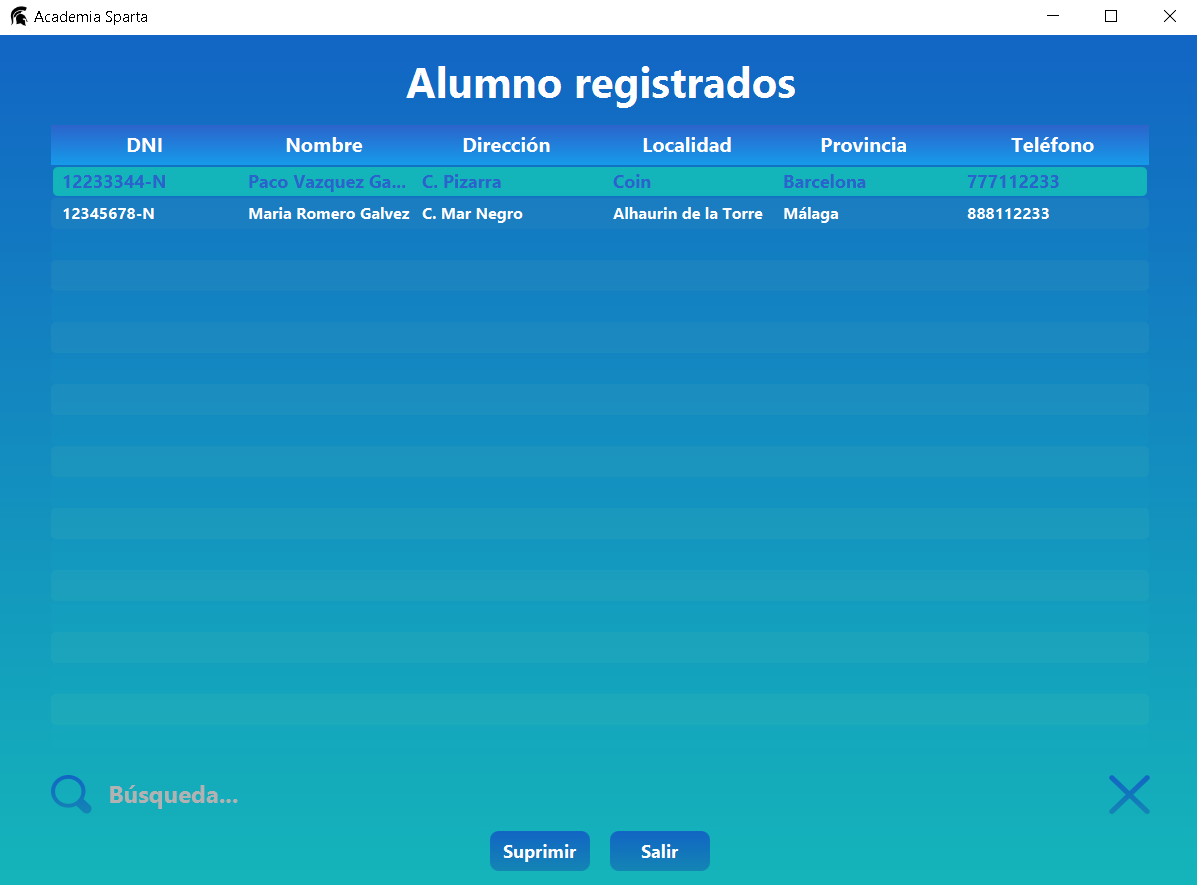 Academia Sparta
Alumno registrados
DNI Nombre Dirección Localidad Provincia Teléfono
12233344-N Paco Vazquez Ga... C. Pizarra Coin Barcelona 777112233
12345678-N Maria Romero Galvez C. Mar Negro Alhaurin de la Torre Málaga 888112233
Búsqueda...
Suprimir Salir